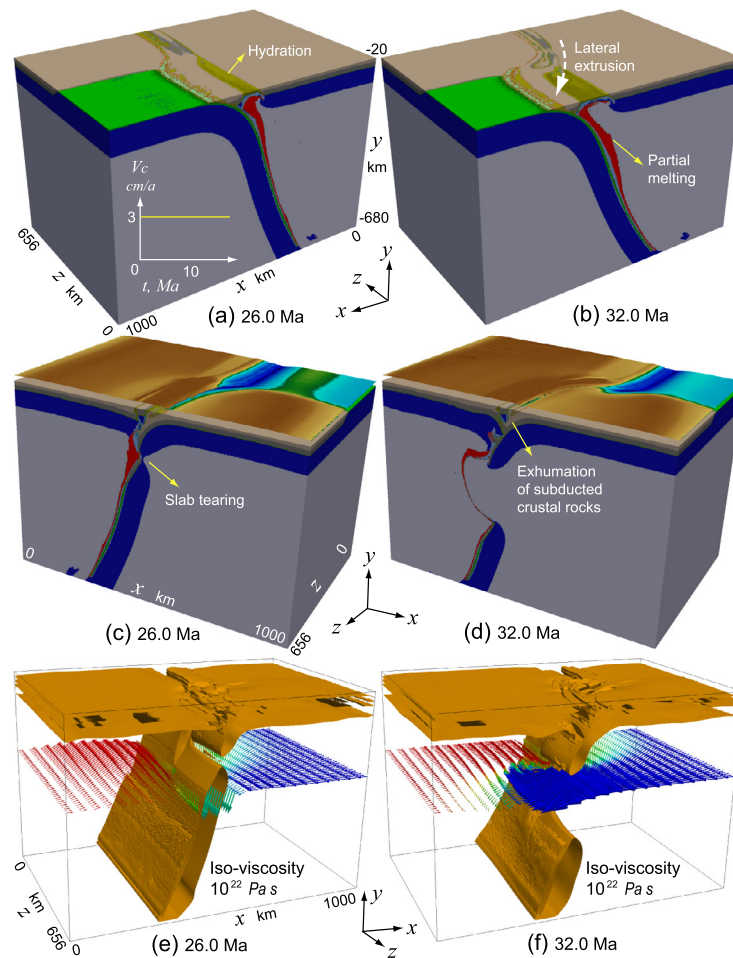 Hydration
-20
y
km
-680
0
Vc
cm/a
3
0
10
t, Ma
656
z km
0
1000
x km
y
z
x
(a) 26.0 Ma
Lateral
extrusion
Partial
melting
(b) 32.0 Ma
Slab tearing
0
x km
1000
656
z
0
y
z
x
(c) 26.0 Ma
Exhumation
of subducted
crustal rocks
(d) 32.0 Ma
Iso-viscosity
10²² Pa s
0
km
z
656
0
x km
1000
y
x
z
(e) 26.0 Ma
Iso-viscosity
10²² Pa s
(f) 32.0 Ma